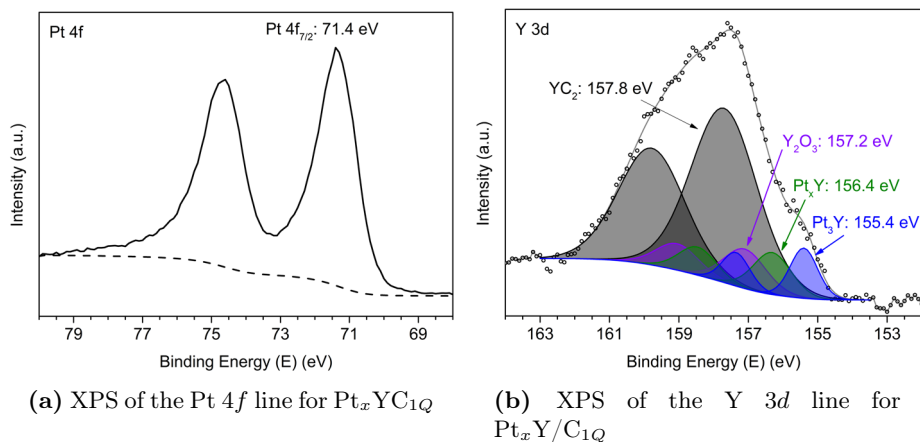 Pt 4f
Pt 4f7/2: 71.4 eV
Intensity (a.u.)
79 77 75 73 71 69
Binding Energy (E) (eV)
(a) XPS of the Pt 4f line for PtxYC1Q
Y 3d
YC2: 157.8 eV
Y2O3: 157.2 eV
PtxY: 156.4 eV
Pt3Y: 155.4 eV
Intensity (a.u.)
163 161 159 157 155 153
Binding Energy (E) (eV)
(b) XPS of the Y 3d line for
PtxY/C1Q